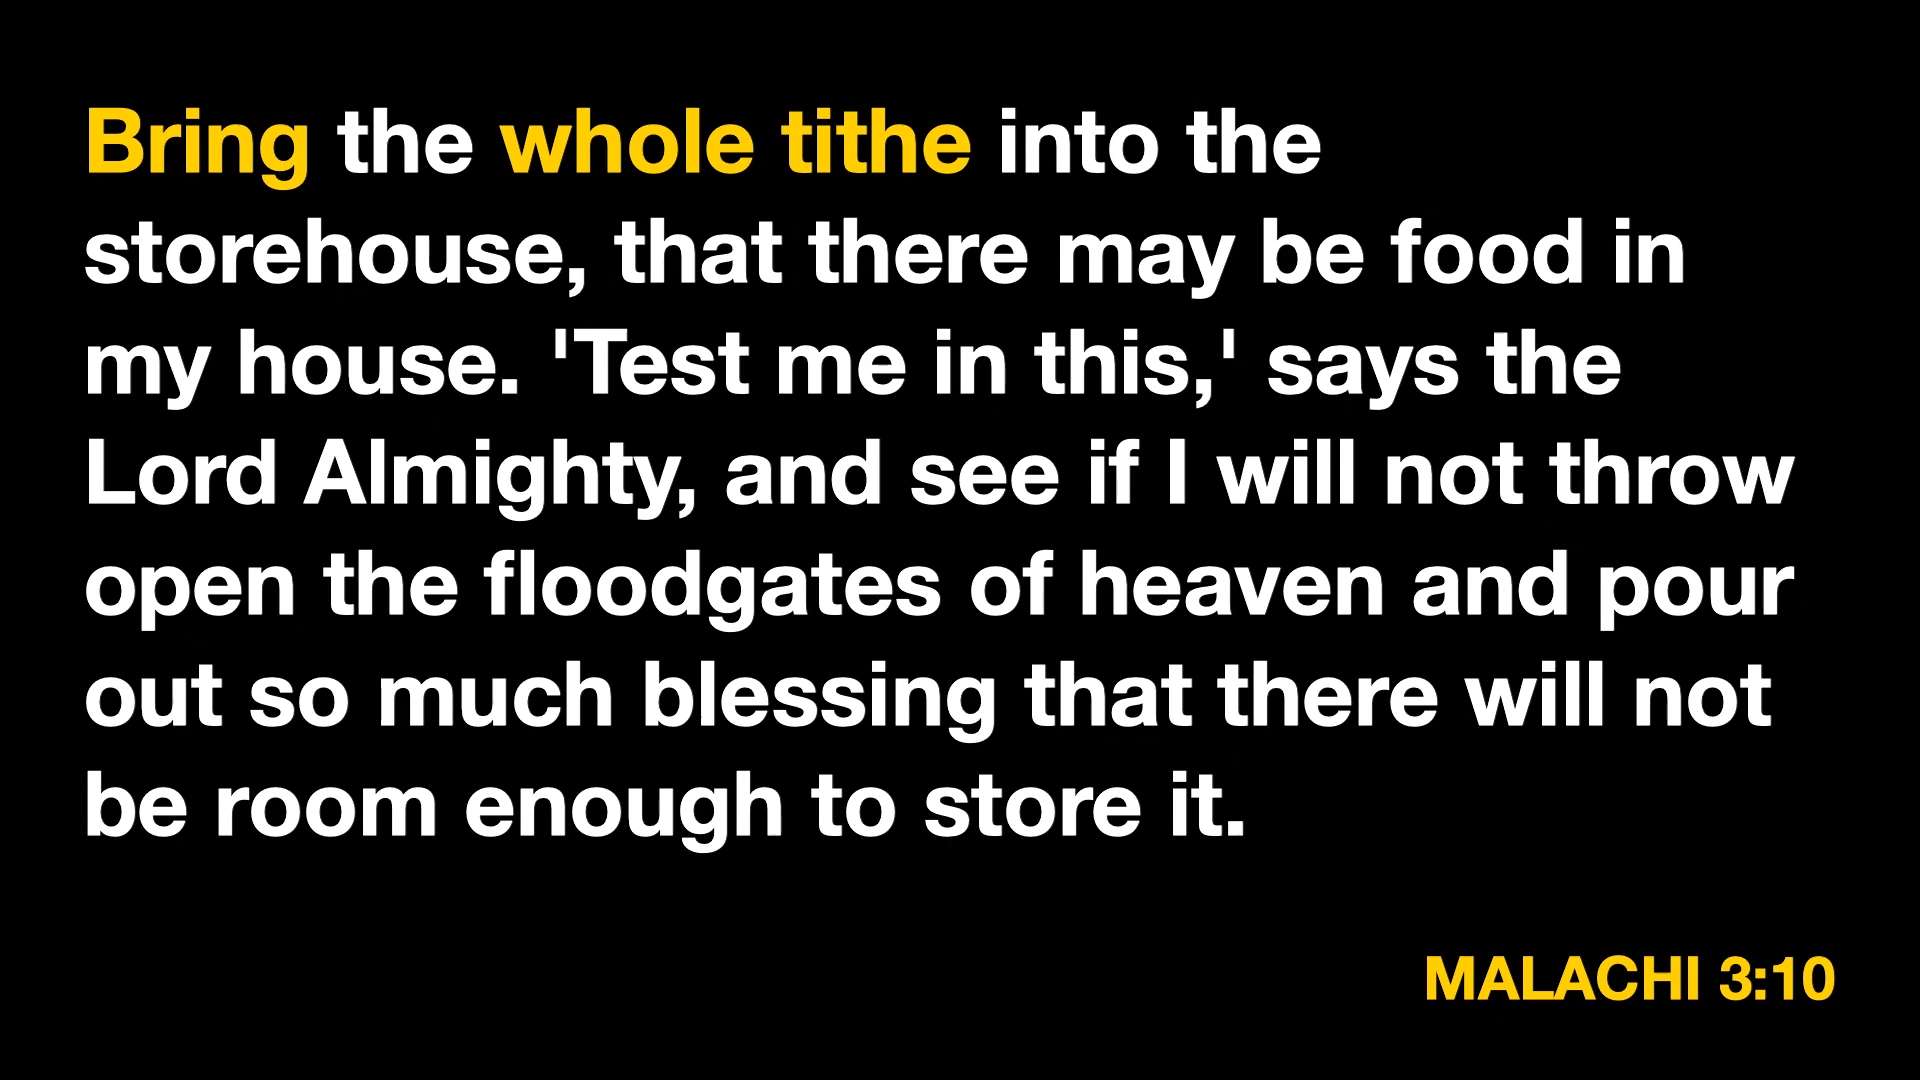 Bring the whole tithe into the
storehouse, that there may be food in
my house. 'Test me in this,' says the
Lord Almighty, and see if I will not throw
open the floodgates of heaven and pour
out so much blessing that there will not
be room enough to store it.
MALACHI 3:10